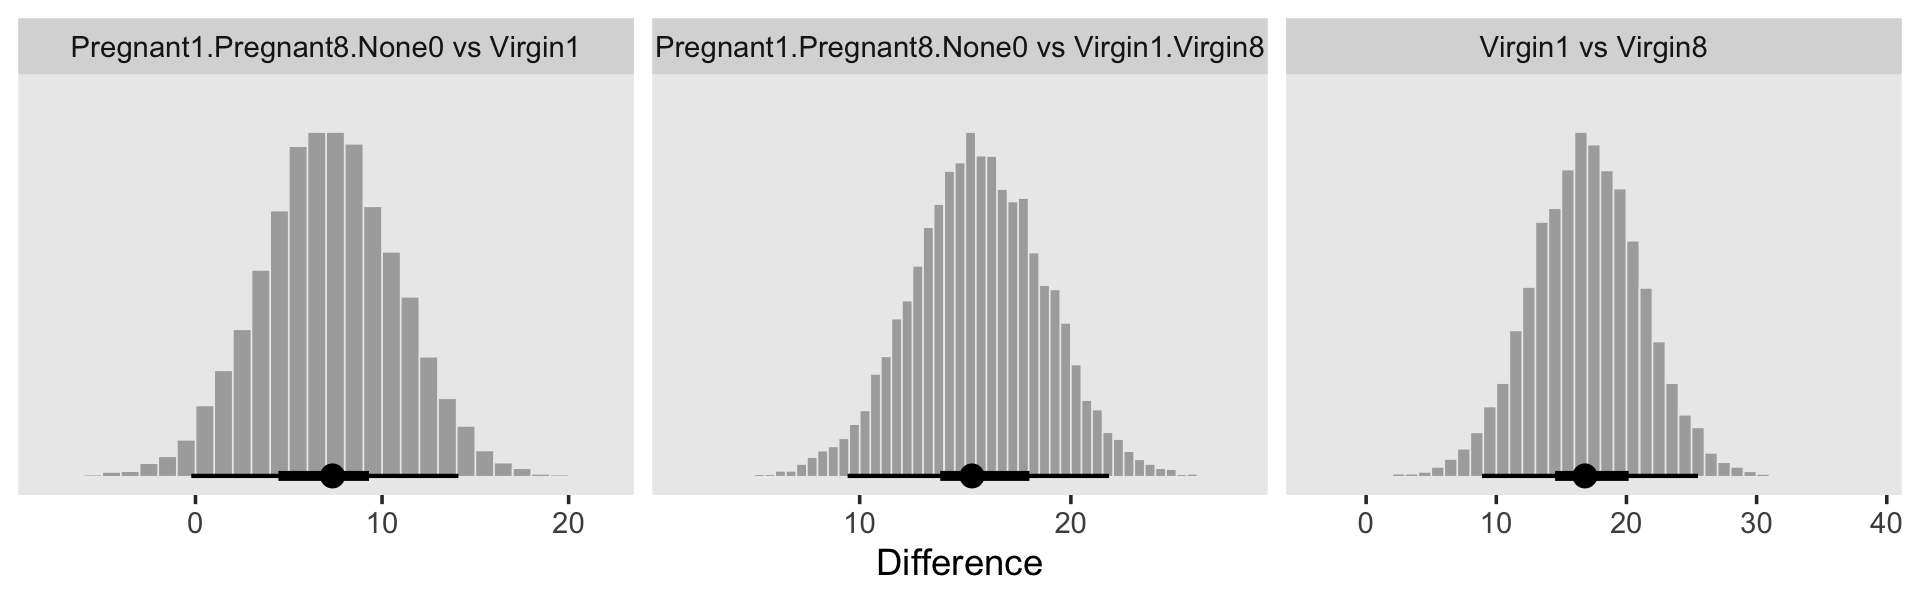 Pregnant1.Pregnant8.None0 vs Virgin1
Pregnant1.Pregnant8.None0 vs Virgin1.Virgin8
Virgin1 vs Virgin8
0 10 20
10 20
0 10 20 30 40
Difference